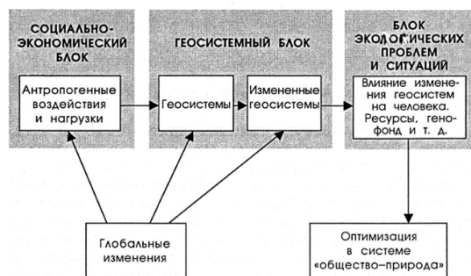 СОЦИАЛЬНО-
ЭКОНОМИЧЕСКИЙ
БЛОК
ГЕОСИСТЕМНЫЙ БЛОК
БЛОК
ЭКОЛОГИЧЕСКИХ
ПРОБЛЕМ
И СИТУАЦИЙ
Антропогенные
воздействия
и нагрузки
Геосистемы
Измененные
геосистемы
Влияние измене-
ния геосистем
на человека.
Ресурсы, гено-
фонд и т. д.
Глобальные
изменения
Оптимизация
в системе
«общество–природа»